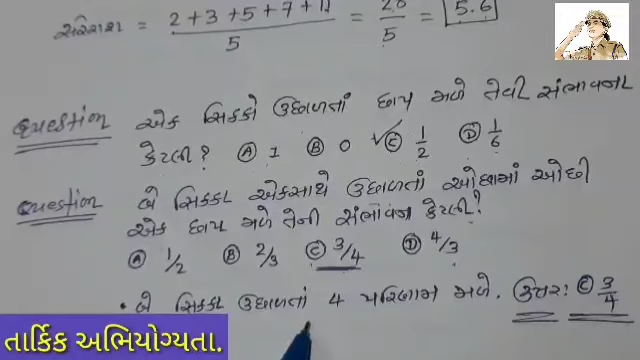 સરેરાશ = 2 + 3 + 5 + 7 + 11 / 5 = 28 / 5 = 5.6
Question એક સિક્કો ઉછાળતાં છાપ મળે તેની સંભાવના
કેટલી? Ⓐ 1 Ⓑ 0 ✓Ⓒ 1/2 Ⓓ 1/6
Question બે સિક્કા એકસાથે ઉછાળતાં ઓછામાં ઓછી
એક છાપ મળે તેની સંભાવના કેટલી?
Ⓐ 1/2 Ⓑ 2/3 Ⓒ 3/4 Ⓓ 4/3
• બે સિક્કા ઉછાળતાં 4 પરિણામ મળે. ઉત્તર: Ⓒ 3/4
તાર્કિક અભિયોગ્યતા.